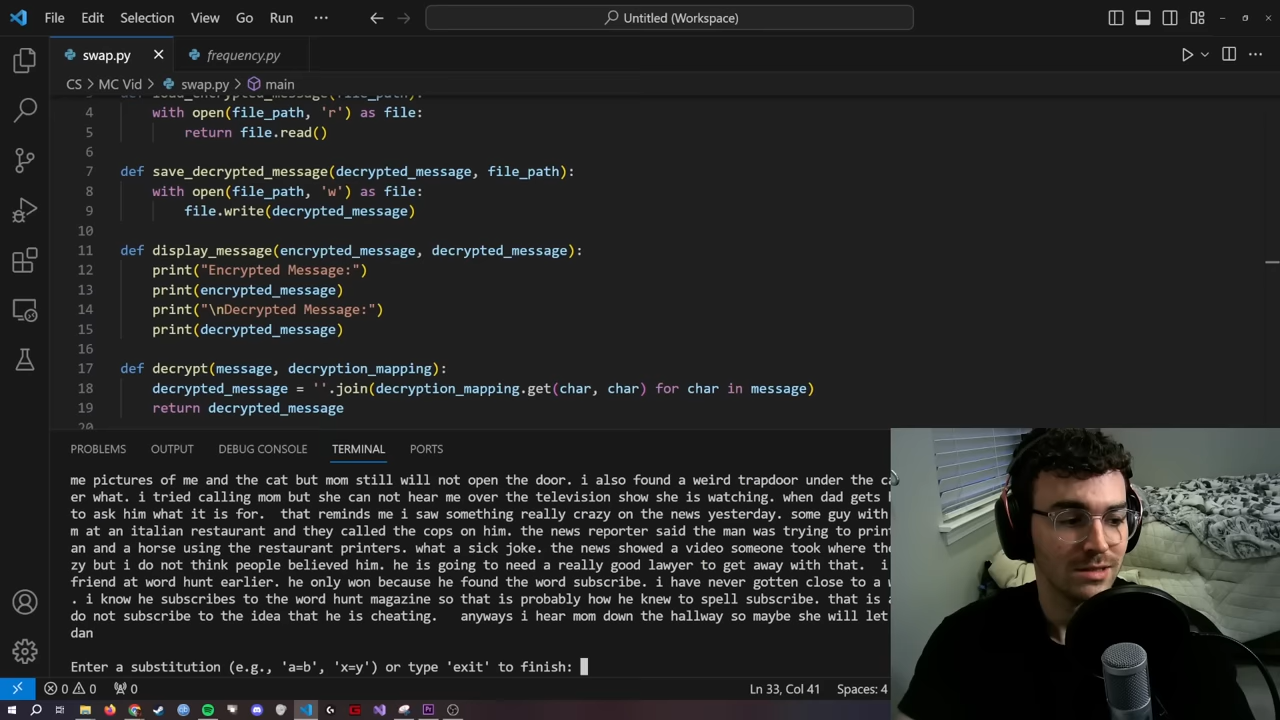 File Edit Selection View Go Run ···
Untitled (Workspace)
swap.py
frequency.py
CS > MC Vid > swap.py > main
4 with open(file_path, 'r') as file:
5 return file.read()
6
7 def save_decrypted_message(decrypted_message, file_path):
8 with open(file_path, 'w') as file:
9 file.write(decrypted_message)
10
11 def display_message(encrypted_message, decrypted_message):
12 print("Encrypted Message:")
13 print(encrypted_message)
14 print("\nDecrypted Message:")
15 print(decrypted_message)
16
17 def decrypt(message, decryption_mapping):
18 decrypted_message = ''.join(decryption_mapping.get(char, char) for char in message)
19 return decrypted_message
20
PROBLEMS OUTPUT DEBUG CONSOLE TERMINAL PORTS
me pictures of me and the cat but mom still will not open the door. i also found a weird trapdoor under the ca
er what. i tried calling mom but she can not hear me over the television show she is watching. when dad gets
to ask him what it is for.  that reminds me i saw something really crazy on the news yesterday. some guy with
m at an italian restaurant and they called the cops on him. the news reporter said the man was trying to print
an and a horse using the restaurant printers. what a sick joke. the news showed a video someone took where the
zy but i do not think people believed him. he is going to need a really good lawyer to get away with that.  i
friend at word hunt earlier. he only won because he found the word subscribe. i have never gotten close to a w
. i know he subscribes to the word hunt magazine so that is probably how he knew to spell subscribe. that is a
do not subscribe to the idea that he is cheating.   anyways i hear mom down the hallway so maybe she will let
dan
Enter a substitution (e.g., 'a=b', 'x=y') or type 'exit' to finish:
0 0 0
Ln 33, Col 41 Spaces: 4